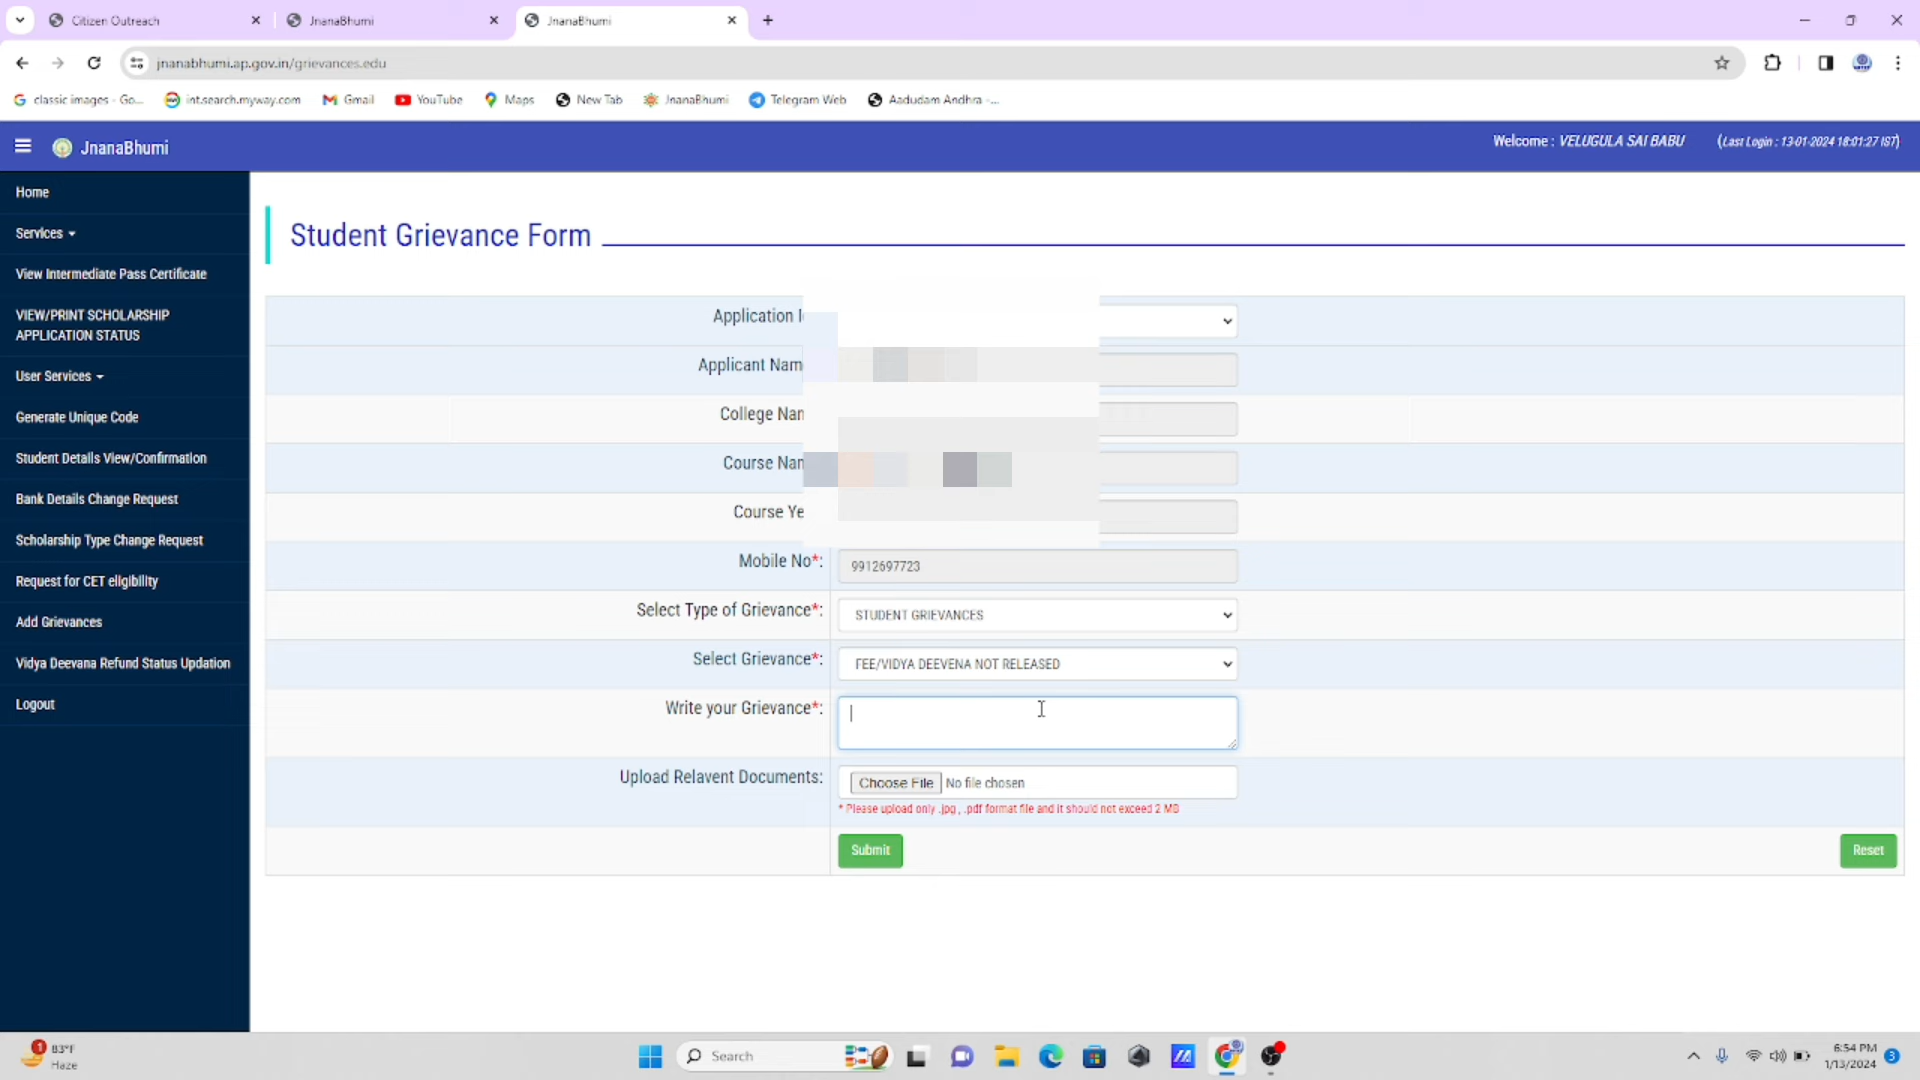 Citizen Outreach
JnanaBhumi
JnanaBhumi
jnanabhumi.ap.gov.in/grievances.edu
classic images - Go...
int.search.myway.com
Gmail
YouTube
Maps
New Tab
JnanaBhumi
Telegram Web
Aadudam Andhra -...
JnanaBhumi
Welcome : VELUGULA SAI BABU
(Last Login : 13-01-2024 18:01:27 IST)
Home
Services
View Intermediate Pass Certificate
VIEW/PRINT SCHOLARSHIP
APPLICATION STATUS
User Services
Generate Unique Code
Student Details View/Confirmation
Bank Details Change Request
Scholarship Type Change Request
Request for CET eligibility
Add Grievances
Vidya Deevana Refund Status Updation
Logout
Student Grievance Form
Application I
Applicant Nam
College Nam
Course Nam
Course Ye
Mobile No*:
9912697723
Select Type of Grievance*:
STUDENT GRIEVANCES
Select Grievance*:
FEE/VIDYA DEEVENA NOT RELEASED
Write your Grievance*:
Upload Relavent Documents:
Choose File No file chosen
* Please upload only .jpg , .pdf format file and it should not exceed 2 MB
Submit
Reset
1
83°F
Haze
Search
6:54 PM
1/13/2024
3